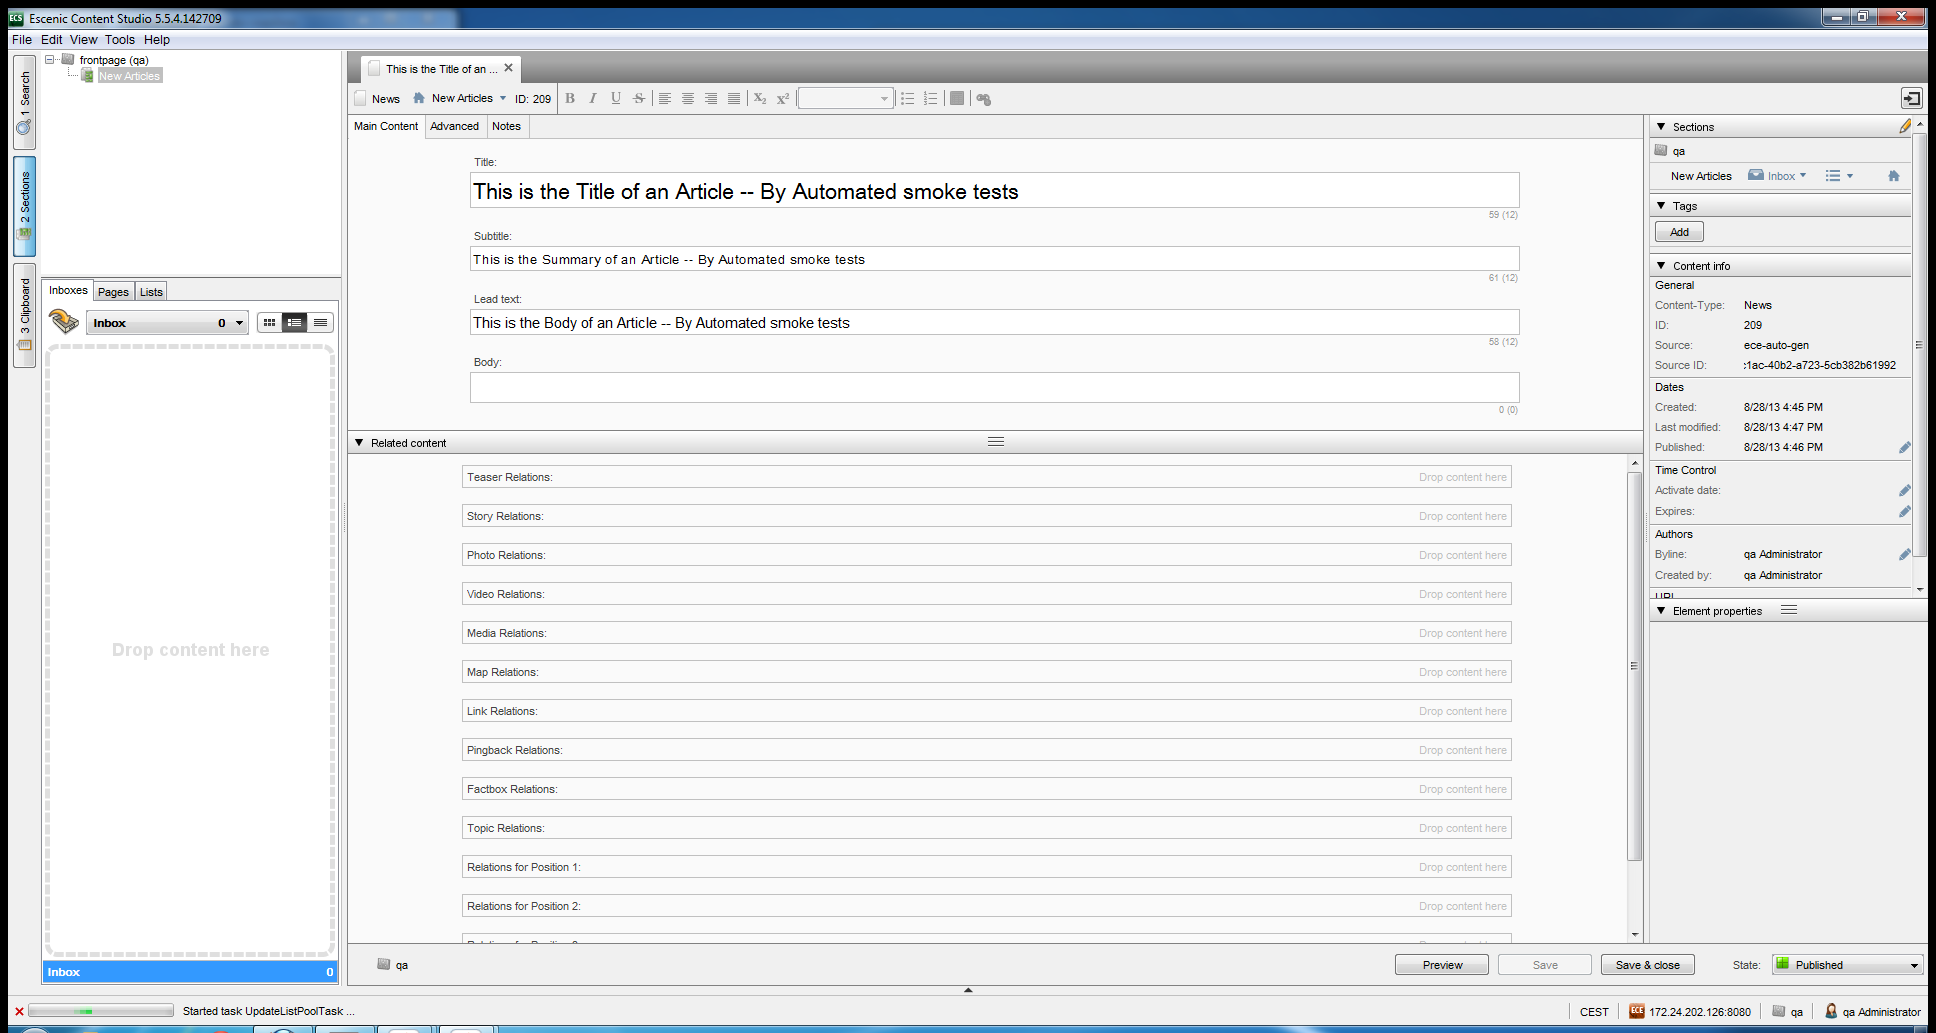 Escenic Content Studio 5.5.4.142709
File Edit View Tools Help
1 Search
2 Sections
3 Clipboard
frontpage (qa)
New Articles
Inboxes Pages Lists
Inbox 0
Drop content here
Inbox 0
This is the Title of an ...
News New Articles ID: 209
Main Content Advanced Notes
Title:
This is the Title of an Article -- By Automated smoke tests
59 (12)
Subtitle:
This is the Summary of an Article -- By Automated smoke tests
61 (12)
Lead text:
This is the Body of an Article -- By Automated smoke tests
58 (12)
Body:
0 (0)
Related content
Teaser Relations: Drop content here
Story Relations: Drop content here
Photo Relations: Drop content here
Video Relations: Drop content here
Media Relations: Drop content here
Map Relations: Drop content here
Link Relations: Drop content here
Pingback Relations: Drop content here
Factbox Relations: Drop content here
Topic Relations: Drop content here
Relations for Position 1: Drop content here
Relations for Position 2: Drop content here
qa
Preview Save Save & close State: Published
Sections
qa
New Articles Inbox
Tags
Add
Content info
General
Content-Type: News
ID: 209
Source: ece-auto-gen
Source ID: :1ac-40b2-a723-5cb382b61992
Dates
Created: 8/28/13 4:45 PM
Last modified: 8/28/13 4:47 PM
Published: 8/28/13 4:46 PM
Time Control
Activate date:
Expires:
Authors
Byline: qa Administrator
Created by: qa Administrator
URL
Element properties
Started task UpdateListPoolTask ...
CEST ECE 172.24.202.126:8080 qa qa Administrator